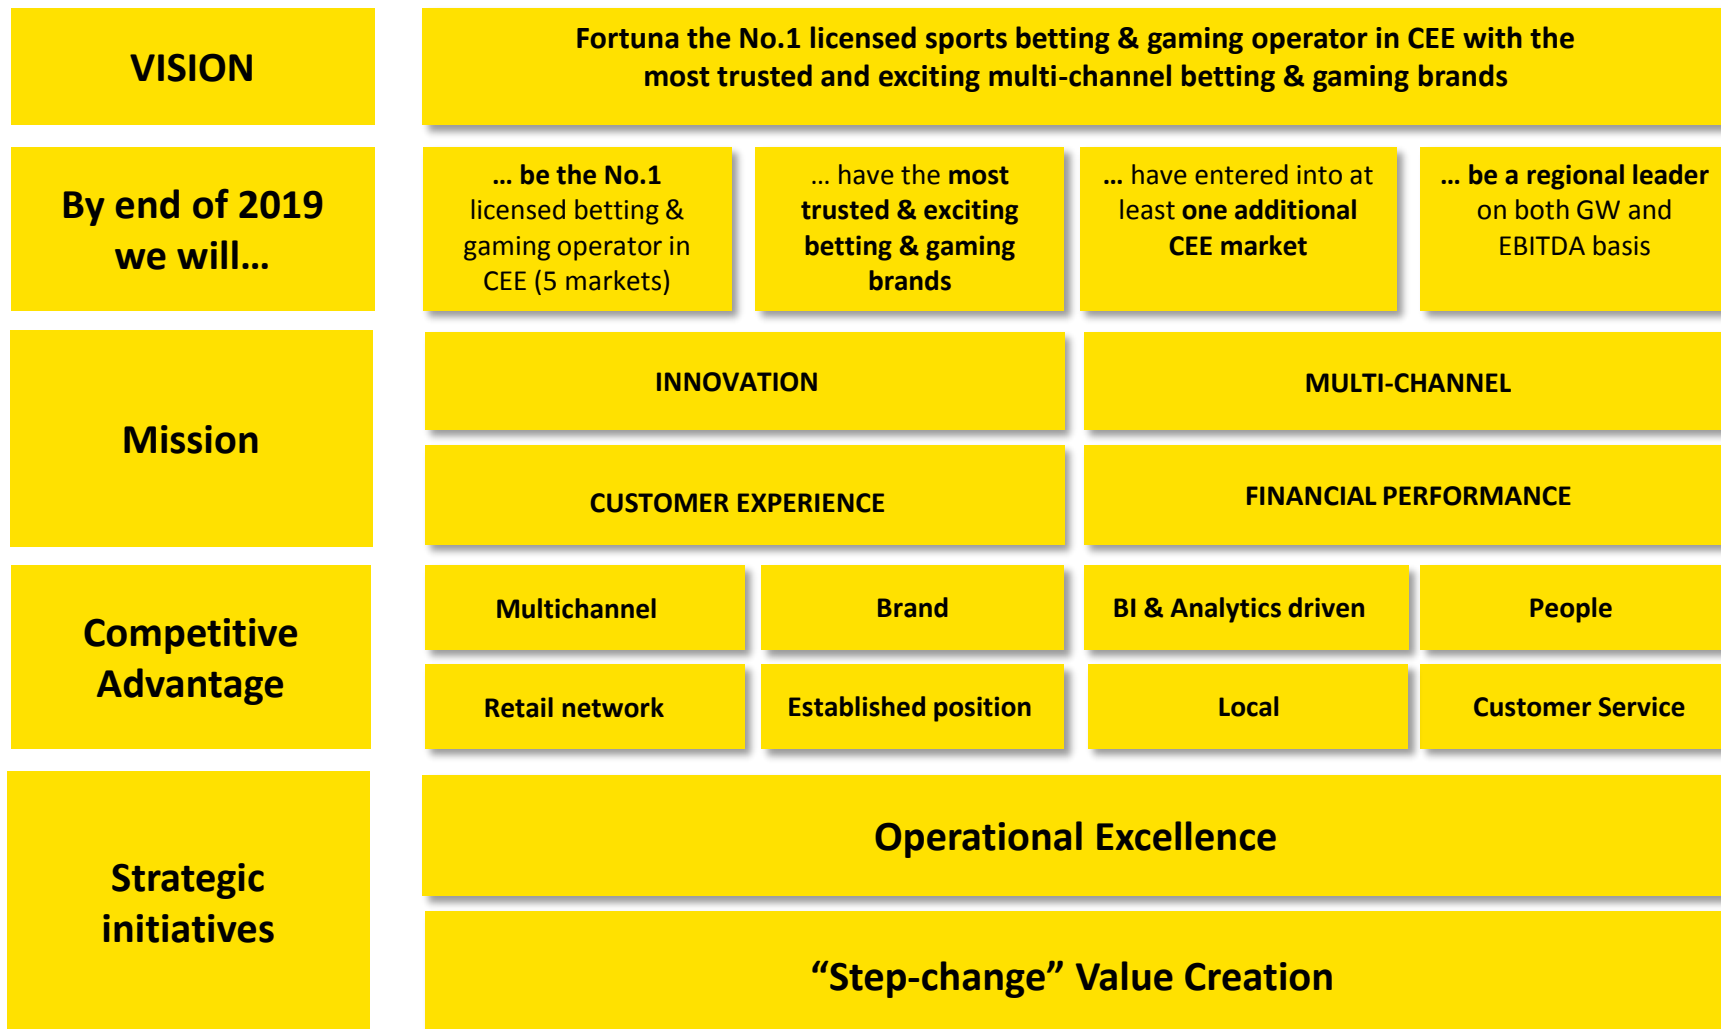 VISION
Fortuna the No.1 licensed sports betting & gaming operator in CEE with the
most trusted and exciting multi-channel betting & gaming brands
By end of 2019
we will...
... be the No.1
licensed betting &
gaming operator in
CEE (5 markets)
... have the most
trusted & exciting
betting & gaming
brands
... have entered into at
least one additional
CEE market
... be a regional leader
on both GW and
EBITDA basis
Mission
INNOVATION
MULTI-CHANNEL
CUSTOMER EXPERIENCE
FINANCIAL PERFORMANCE
Competitive
Advantage
Multichannel
Brand
BI & Analytics driven
People
Retail network
Established position
Local
Customer Service
Strategic
initiatives
Operational Excellence
“Step-change” Value Creation